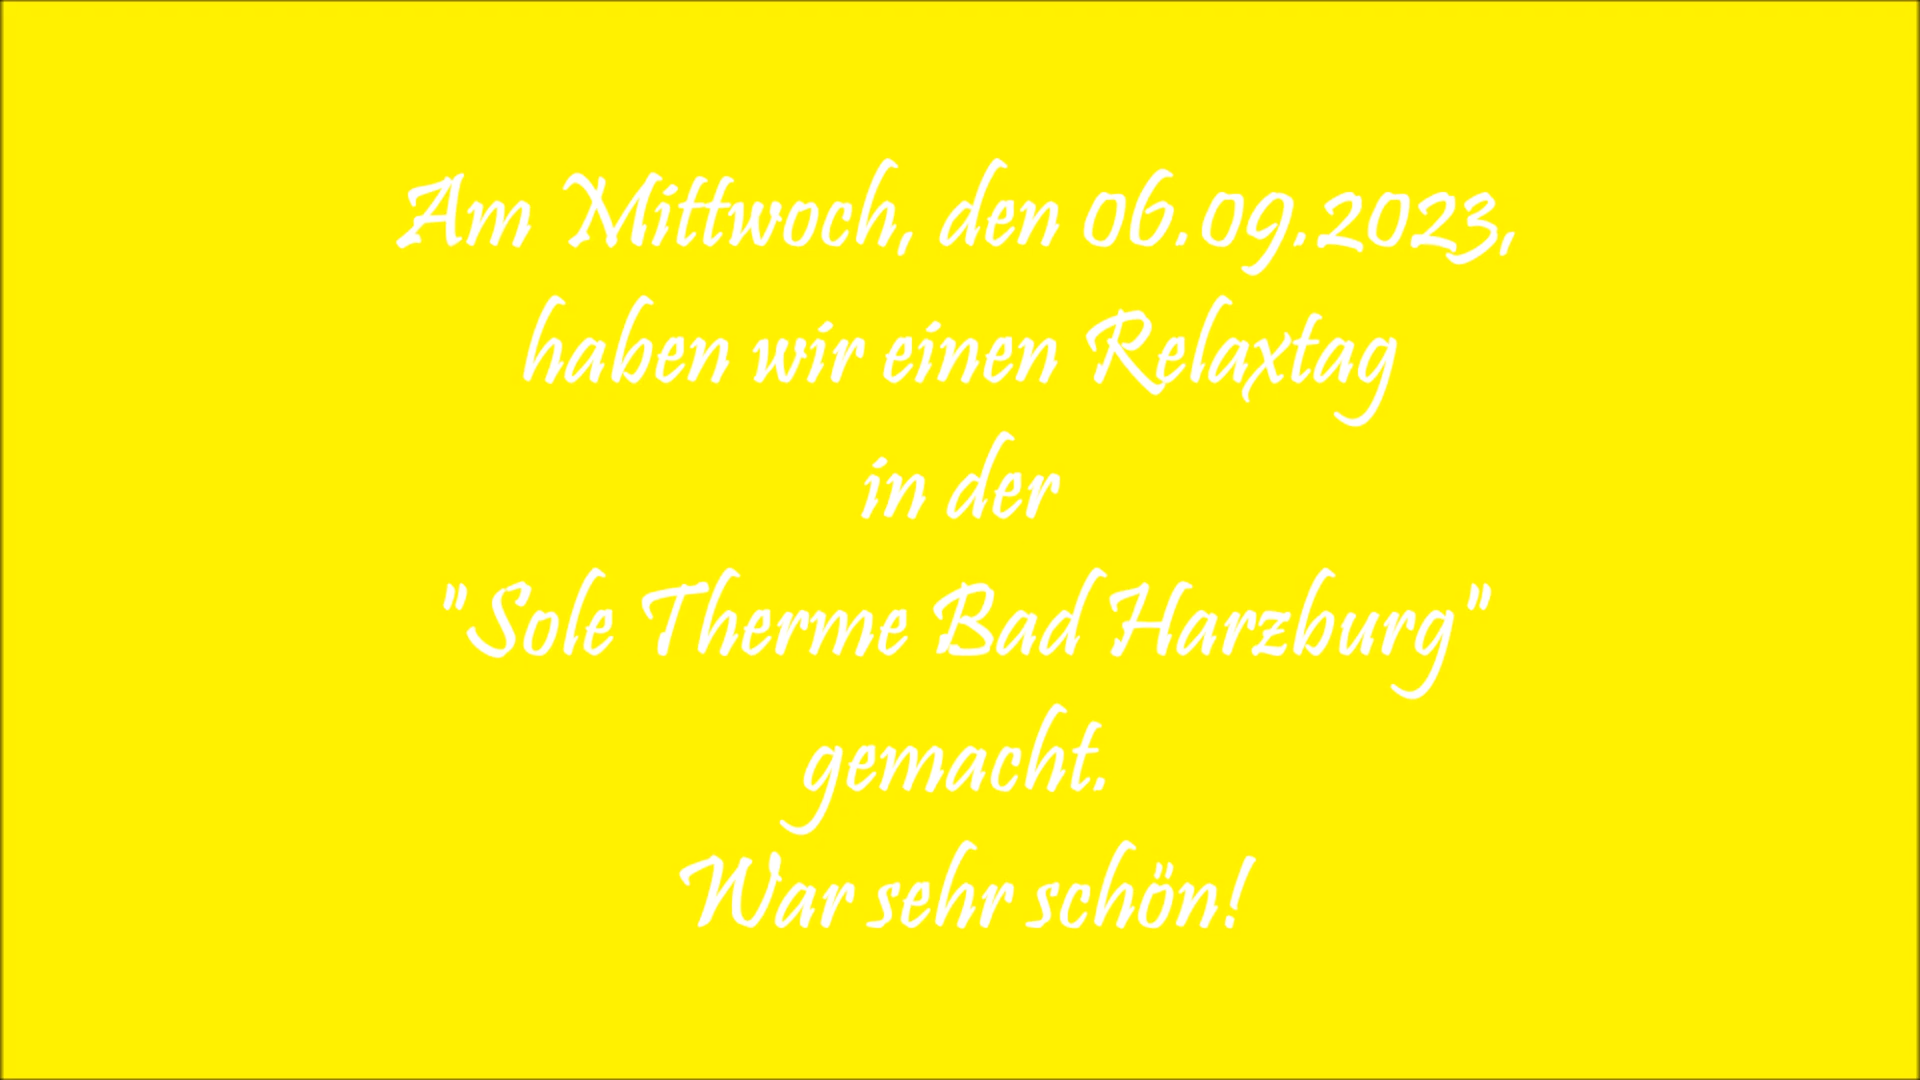 Am Mittwoch, den 06.09.2023,
haben wir einen Relaxtag
in der
"Sole Therme Bad Harzburg"
gemacht.
War sehr schön!